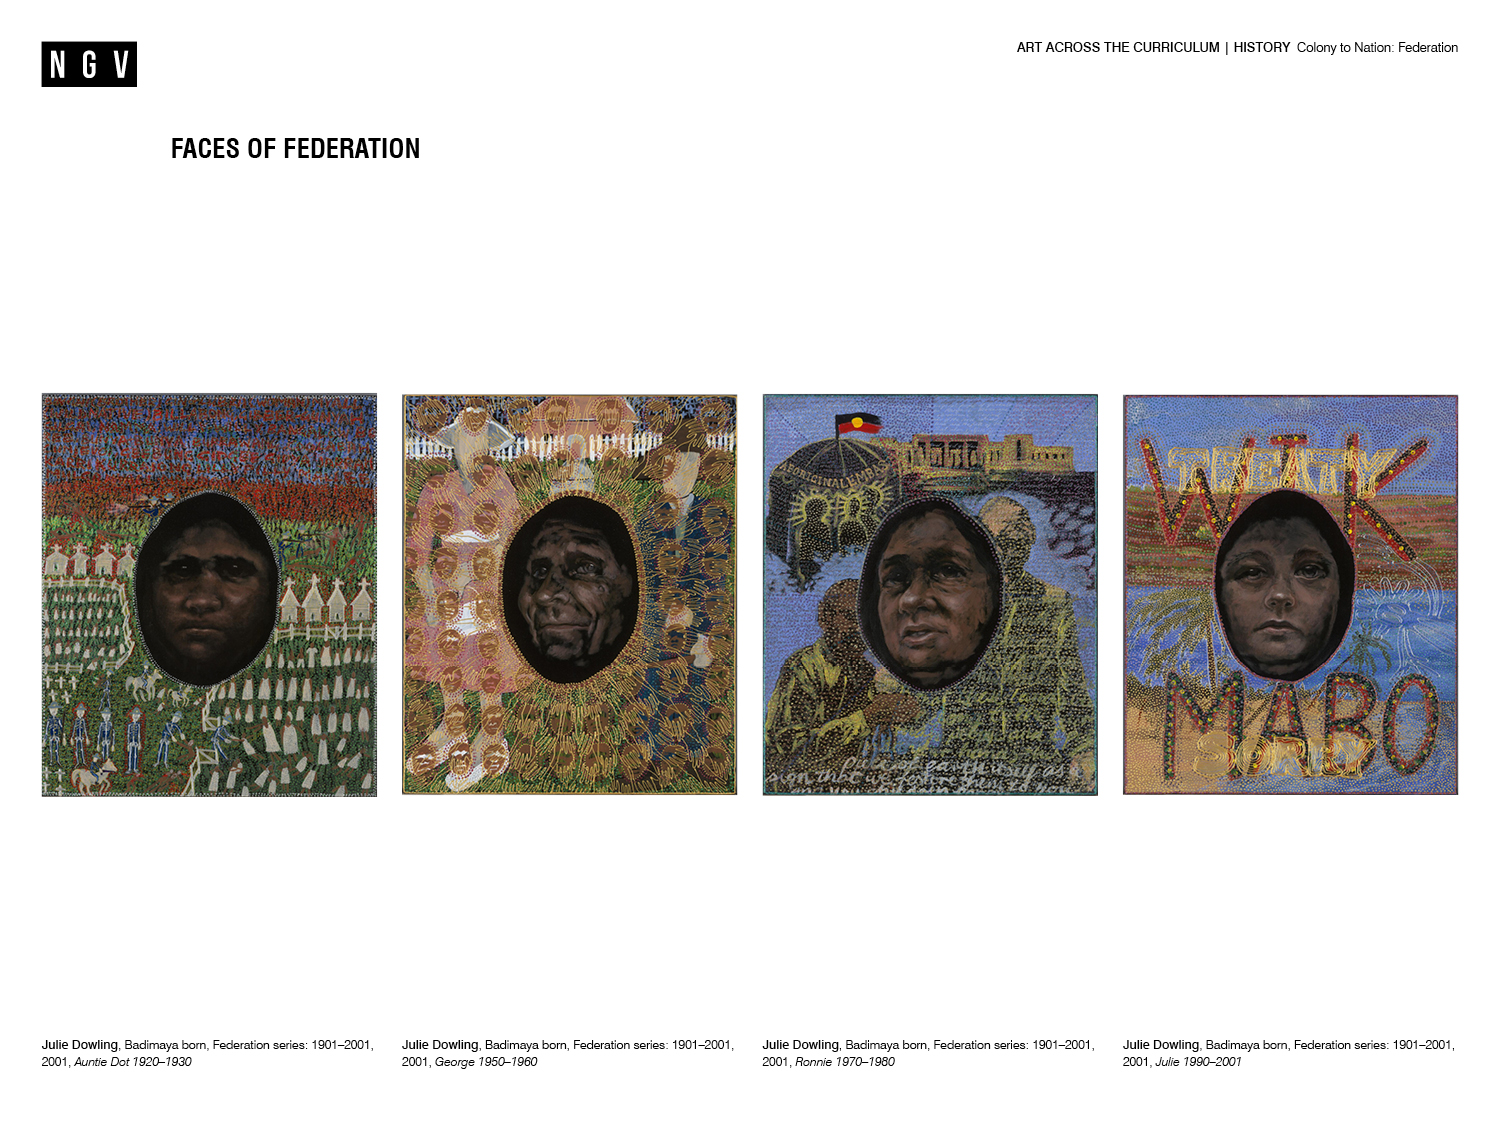 NGV
ART ACROSS THE CURRICULUM | HISTORY Colony to Nation: Federation
FACES OF FEDERATION
TREATY
WIK
MABO
SORRY
Julie Dowling, Badimaya born, Federation series: 1901–2001,
2001, Auntie Dot 1920–1930
Julie Dowling, Badimaya born, Federation series: 1901–2001,
2001, George 1950–1960
Julie Dowling, Badimaya born, Federation series: 1901–2001,
2001, Ronnie 1970–1980
Julie Dowling, Badimaya born, Federation series: 1901–2001,
2001, Julie 1990–2001